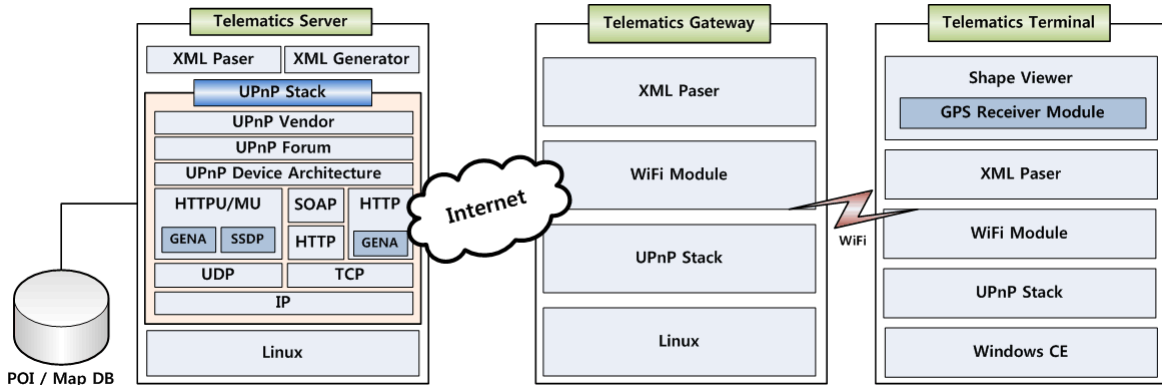 Telematics Server
XML Paser
XML Generator
UPnP Stack
UPnP Vendor
UPnP Forum
UPnP Device Architecture
HTTPU/MU
GENA
SSDP
SOAP
HTTP
HTTP
GENA
UDP
TCP
IP
Linux
POI / Map DB
Internet
Telematics Gateway
XML Paser
WiFi Module
UPnP Stack
Linux
WiFi
Telematics Terminal
Shape Viewer
GPS Receiver Module
XML Paser
WiFi Module
UPnP Stack
Windows CE